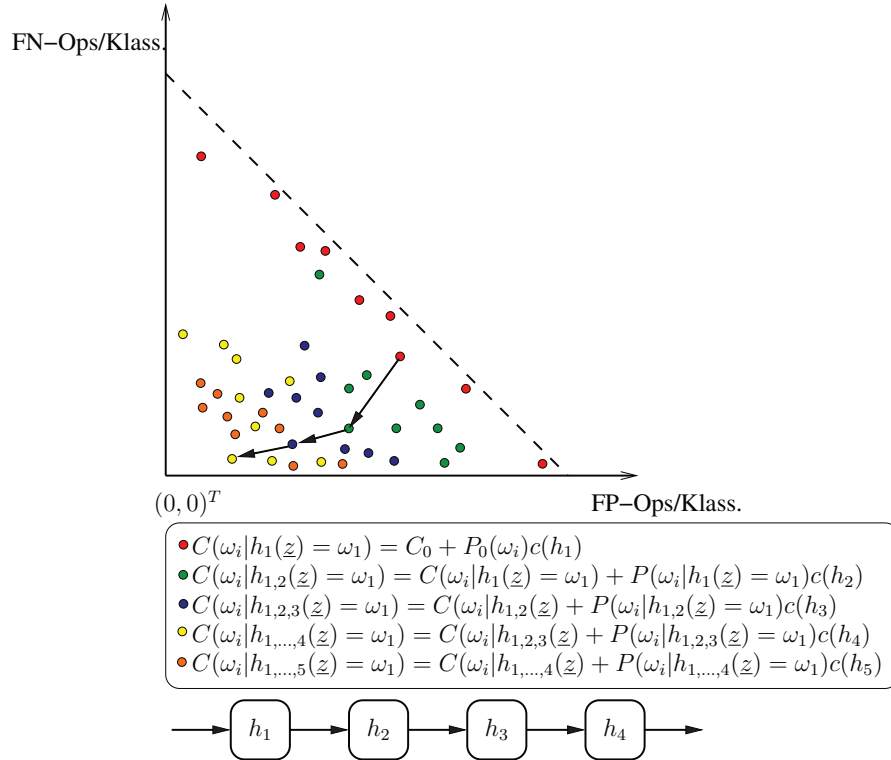 FN–Ops/Klass.
(0, 0)^T
FP–Ops/Klass.
C(ω_i|h_1(z̲) = ω_1) = C_0 + P_0(ω_i)c(h_1)
C(ω_i|h_{1,2}(z̲) = ω_1) = C(ω_i|h_1(z̲) = ω_1) + P(ω_i|h_1(z̲) = ω_1)c(h_2)
C(ω_i|h_{1,2,3}(z̲) = ω_1) = C(ω_i|h_{1,2}(z̲) + P(ω_i|h_{1,2}(z̲) = ω_1)c(h_3)
C(ω_i|h_{1,...,4}(z̲) = ω_1) = C(ω_i|h_{1,2,3}(z̲) + P(ω_i|h_{1,2,3}(z̲) = ω_1)c(h_4)
C(ω_i|h_{1,...,5}(z̲) = ω_1) = C(ω_i|h_{1,...,4}(z̲) + P(ω_i|h_{1,...,4}(z̲) = ω_1)c(h_5)
h_1 h_2 h_3 h_4